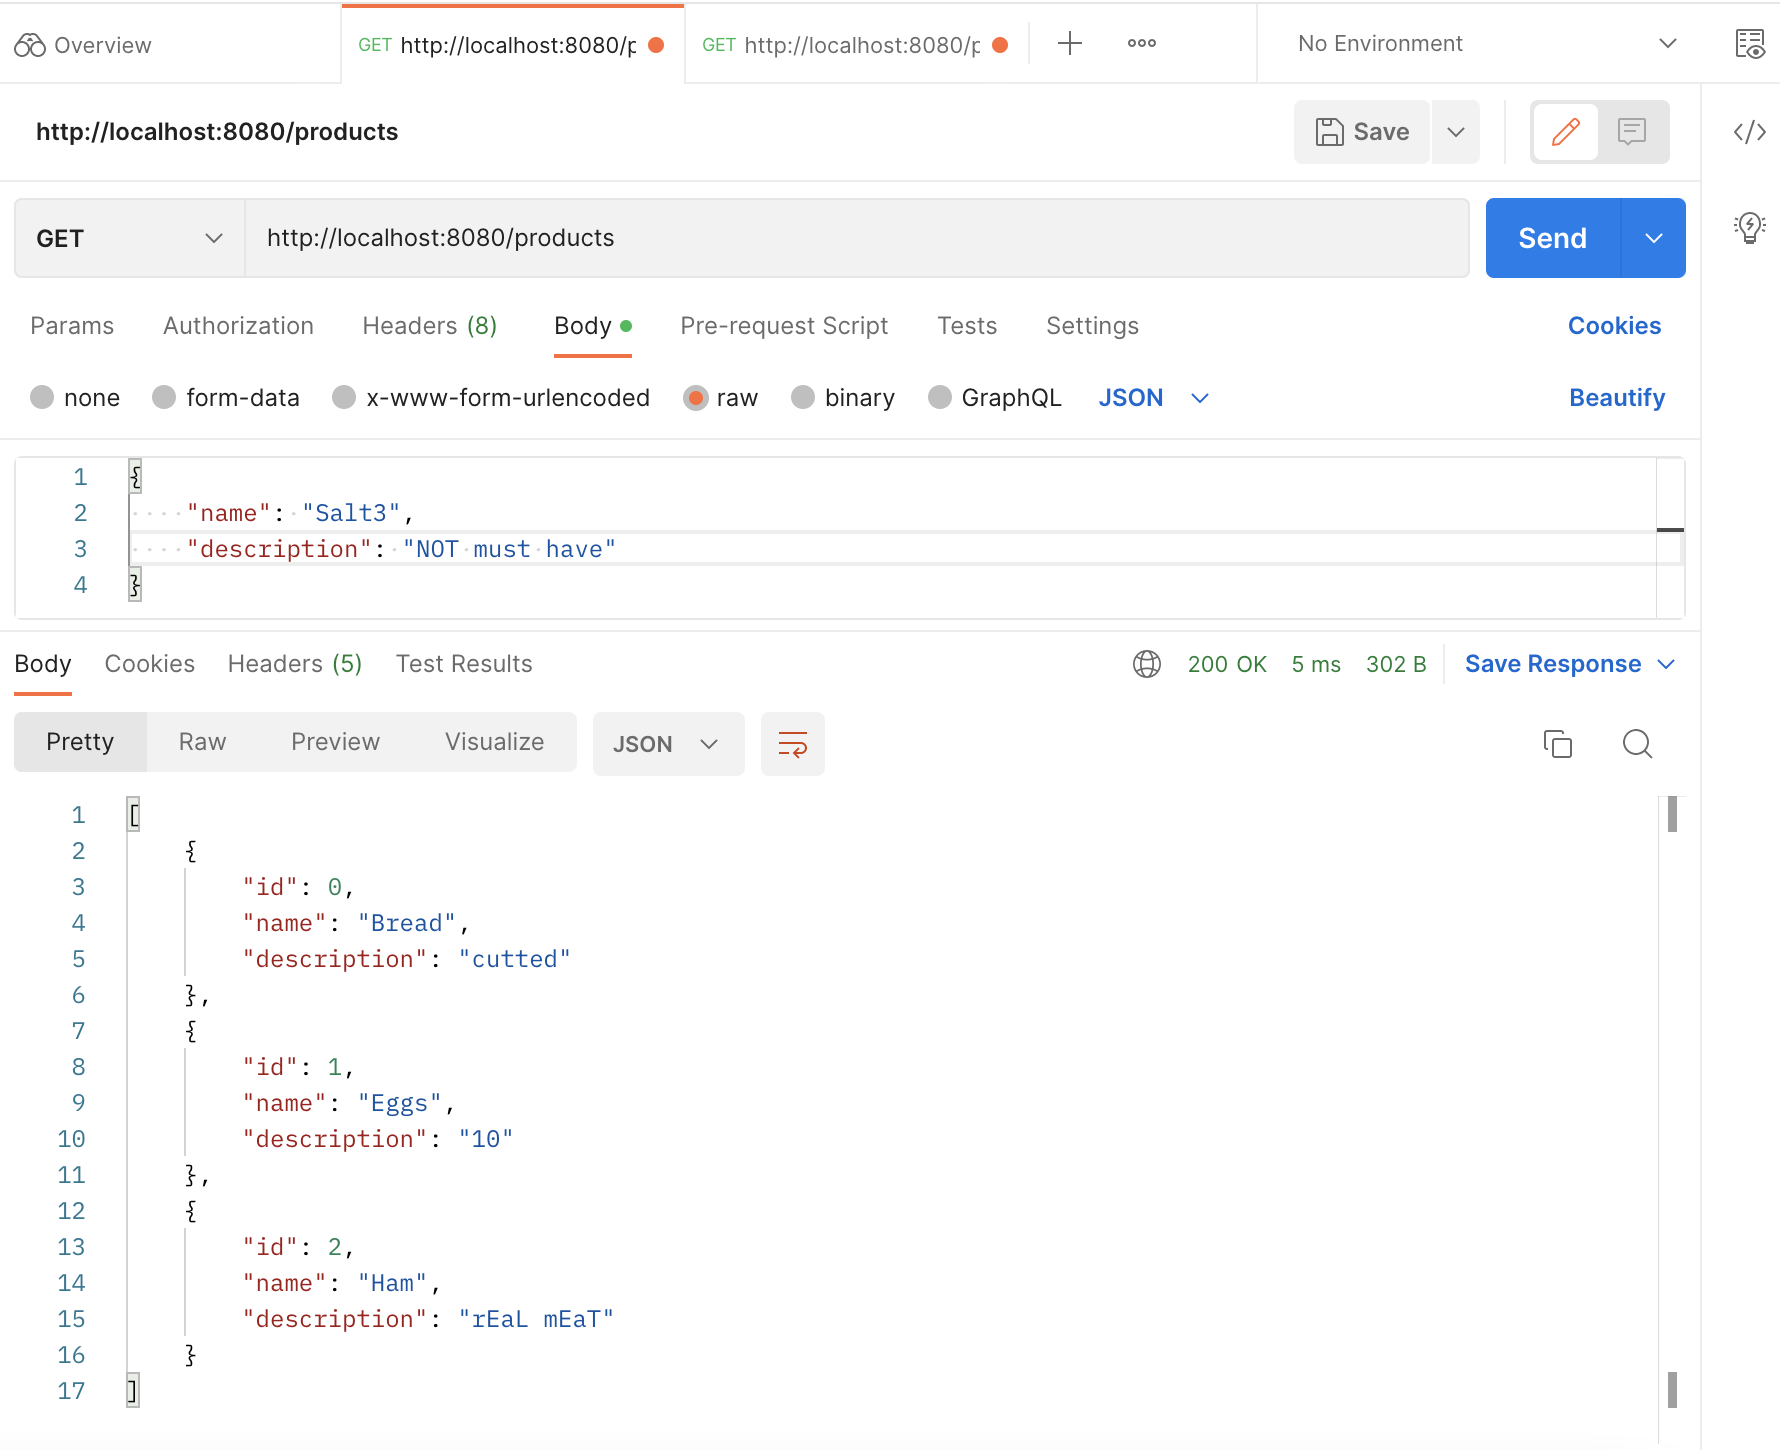 Overview
GET http://localhost:8080/p
GET http://localhost:8080/p
No Environment
http://localhost:8080/products
Save
GET
http://localhost:8080/products
Send
Params Authorization Headers (8) Body Pre-request Script Tests Settings Cookies
none form-data x-www-form-urlencoded raw binary GraphQL JSON Beautify
1 {
2 "name": "Salt3",
3 "description": "NOT must have"
4 }
Body Cookies Headers (5) Test Results 200 OK 5 ms 302 B Save Response
Pretty Raw Preview Visualize JSON
1 [
2 {
3 "id": 0,
4 "name": "Bread",
5 "description": "cutted"
6 },
7 {
8 "id": 1,
9 "name": "Eggs",
10 "description": "10"
11 },
12 {
13 "id": 2,
14 "name": "Ham",
15 "description": "rEaL mEaT"
16 }
17 ]